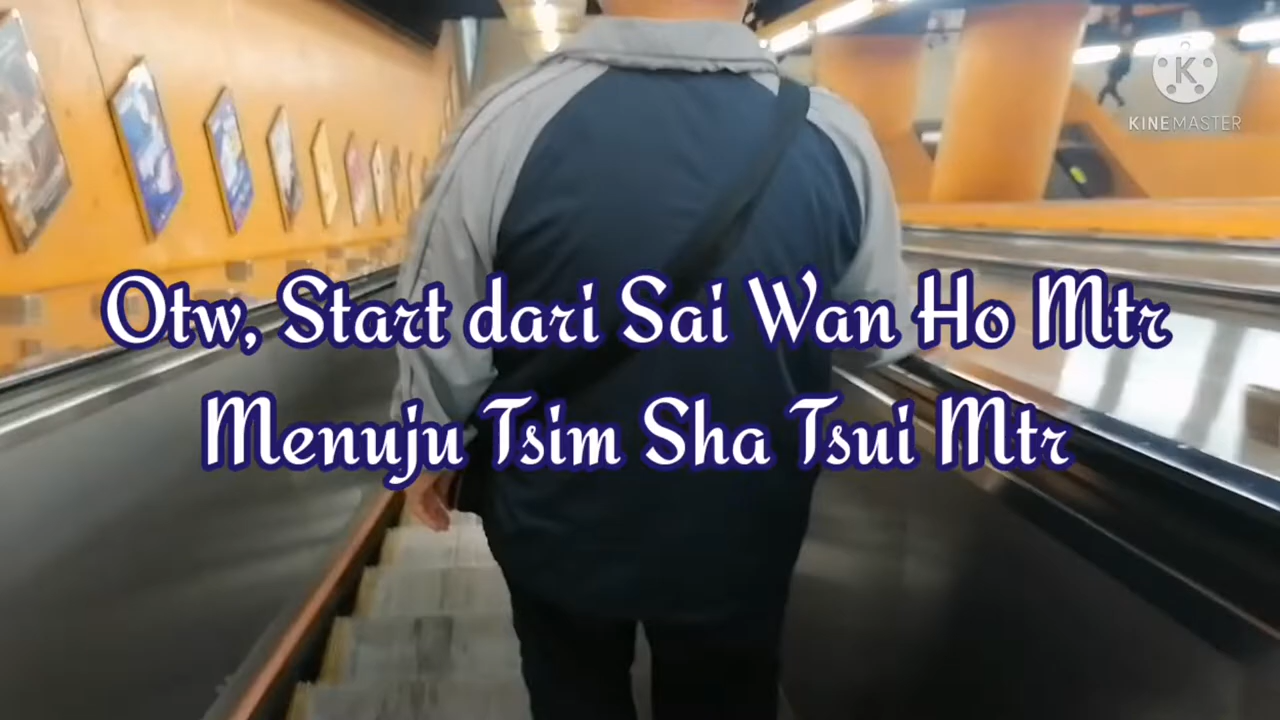 K
KINEMASTER
Otw, Start dari Sai Wan Ho Mtr
Menuju Tsim Sha Tsui Mtr